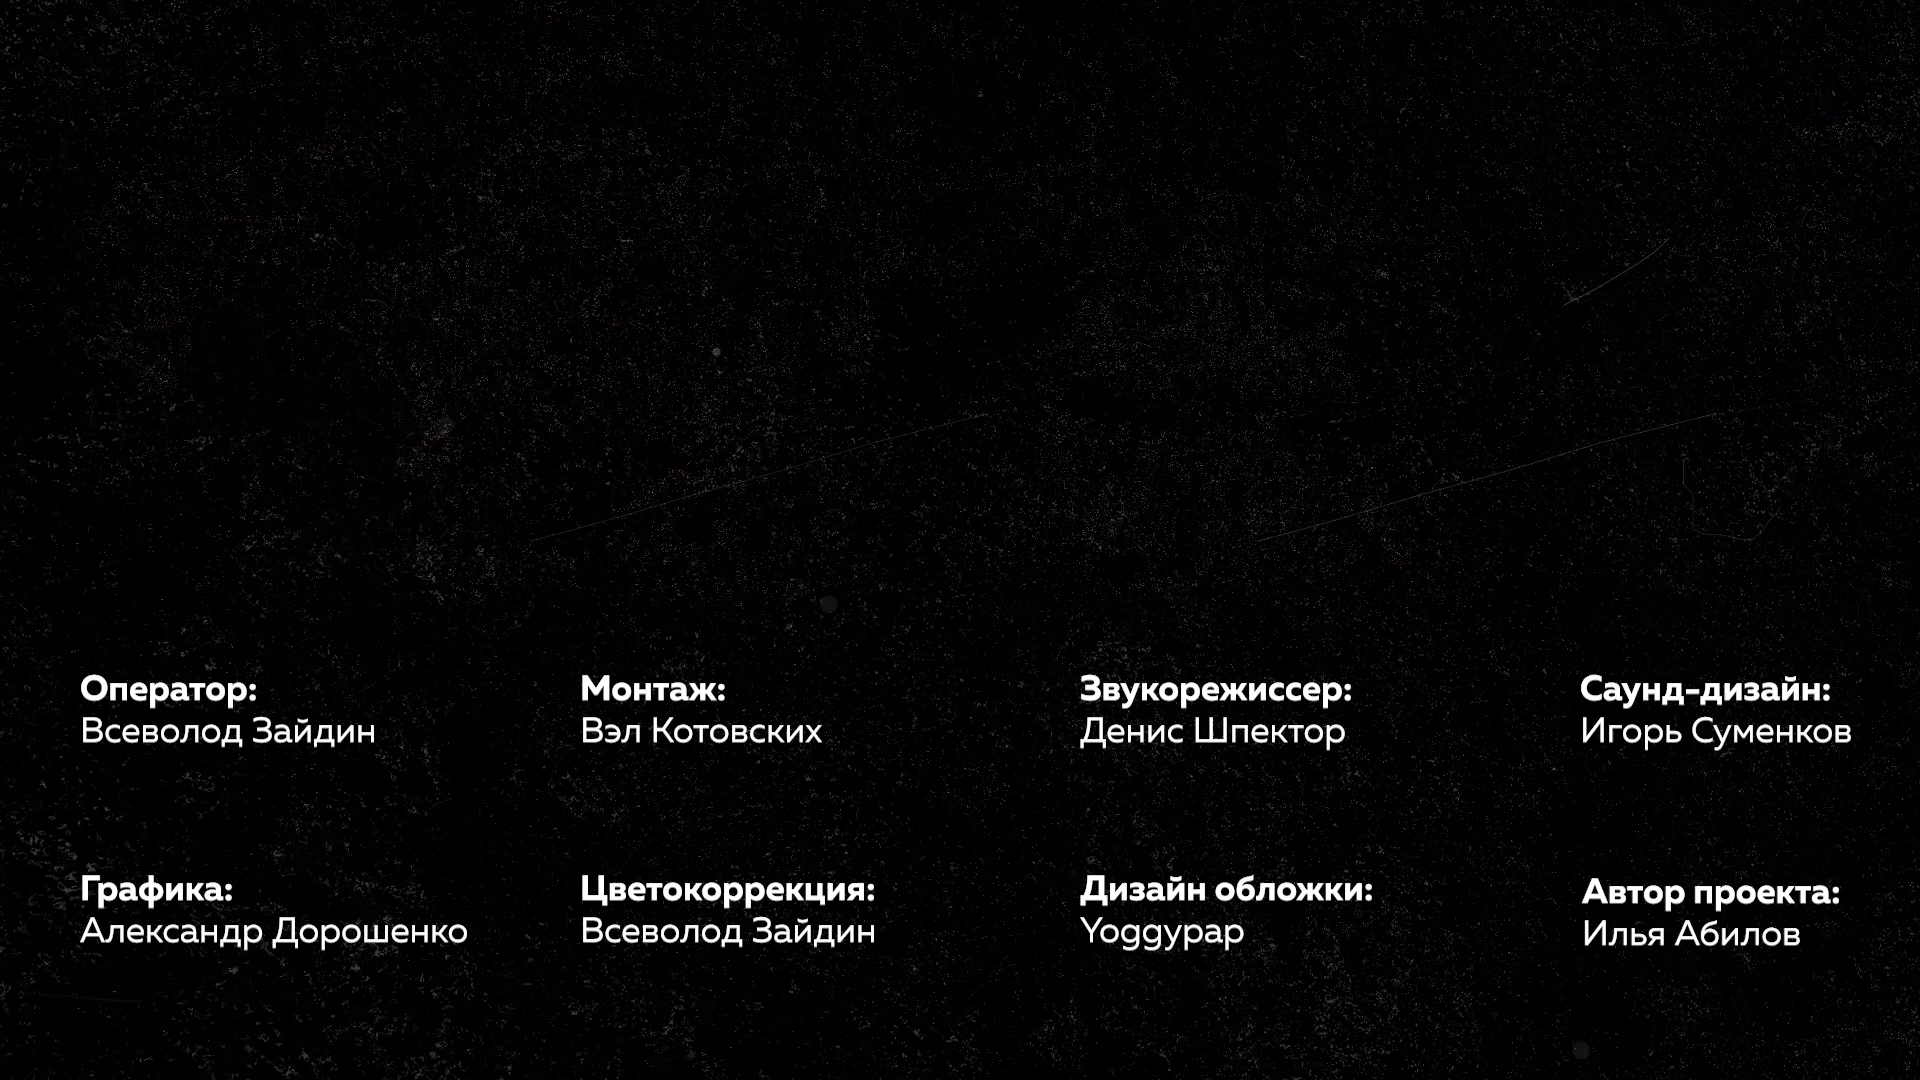 Оператор:
Всеволод Зайдин
Монтаж:
Вэл Котовских
Звукорежиссер:
Денис Шпектор
Саунд-дизайн:
Игорь Суменков
Графика:
Александр Дорошенко
Цветокоррекция:
Всеволод Зайдин
Дизайн обложки:
Yoggypap
Автор проекта:
Илья Абилов